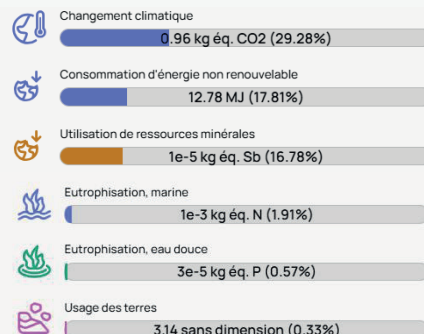 Changement climatique
0.96 kg éq. CO2 (29.28%)
Consommation d'énergie non renouvelable
12.78 MJ (17.81%)
Utilisation de ressources minérales
1e-5 kg éq. Sb (16.78%)
Eutrophisation, marine
1e-3 kg éq. N (1.91%)
Eutrophisation, eau douce
3e-5 kg éq. P (0.57%)
Usage des terres
3.14 sans dimension (0.33%)